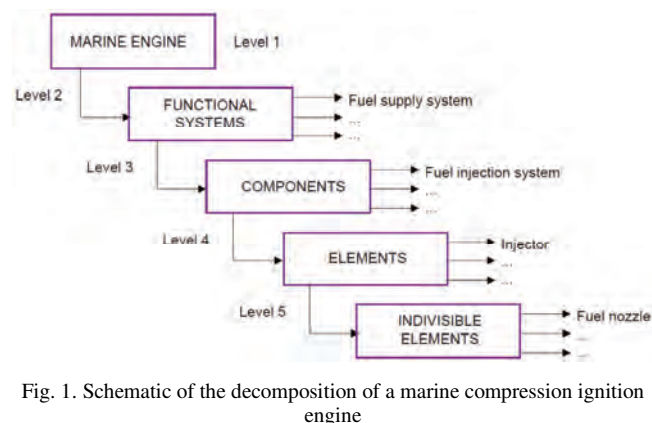 MARINE ENGINE
Level 1
Level 2
FUNCTIONAL
SYSTEMS
Fuel supply system
...
...
Level 3
COMPONENTS
Fuel injection system
...
...
Level 4
ELEMENTS
Injector
...
...
Level 5
INDIVISIBLE
ELEMENTS
Fuel nozzle
...
...
Fig. 1. Schematic of the decomposition of a marine compression ignition
engine